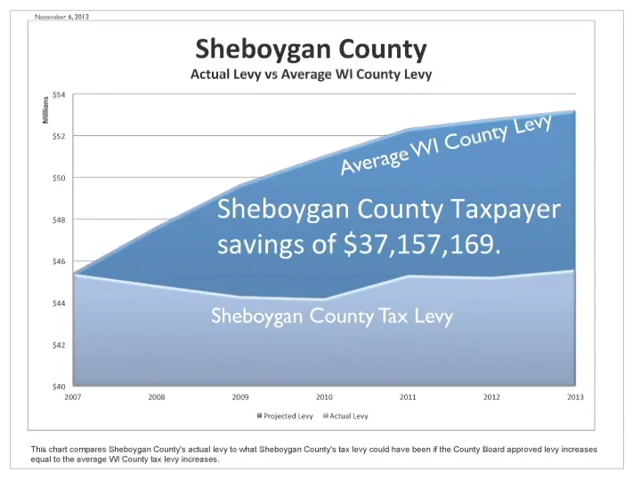 November 6, 2012
Sheboygan County
Actual Levy vs Average WI County Levy
Millions
$54
$52
$50
$48
$46
$44
$42
$40
Average WI County Levy
Sheboygan County Taxpayer
savings of $37,157,169.
Sheboygan County Tax Levy
2007 2008 2009 2010 2011 2012 2013
Projected Levy Actual Levy
This chart compares Sheboygan County's actual levy to what Sheboygan County's tax levy could have been if the County Board approved levy increases
equal to the average WI County tax levy increases.